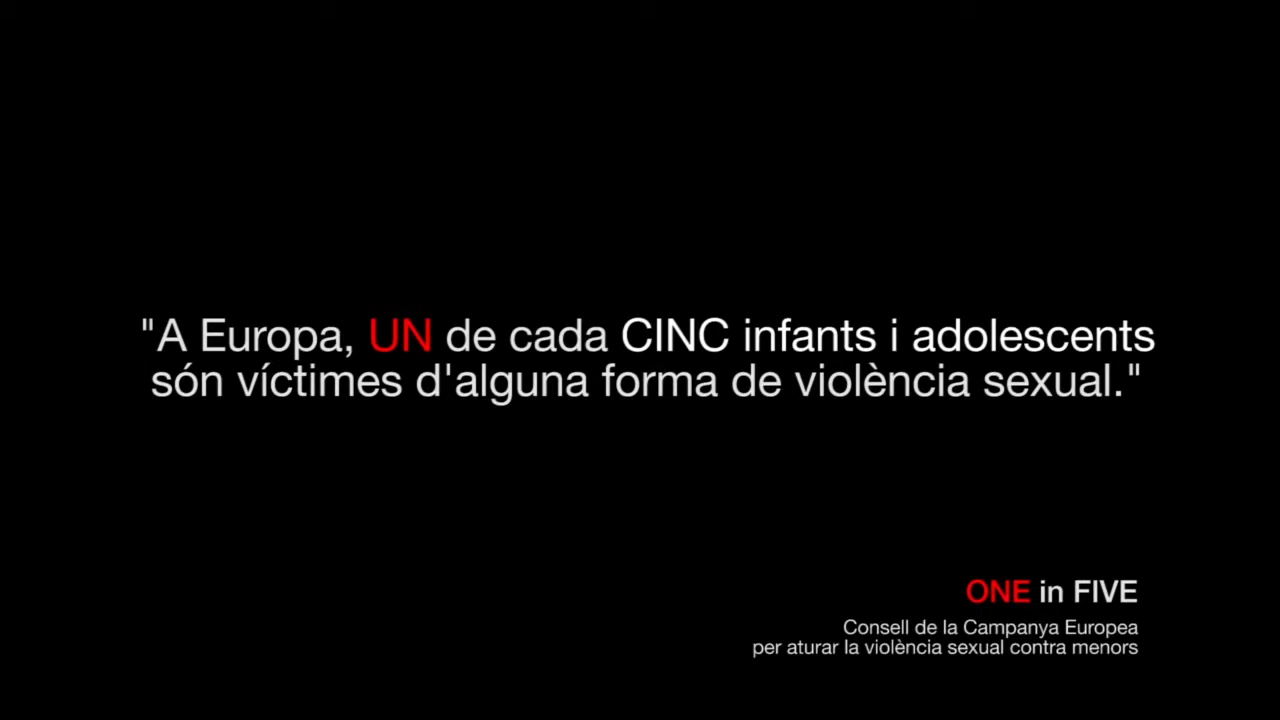 "A Europa, UN de cada CINC infants i adolescents
són víctimes d'alguna forma de violència sexual."
ONE in FIVE
Consell de la Campanya Europea
per aturar la violència sexual contra menors